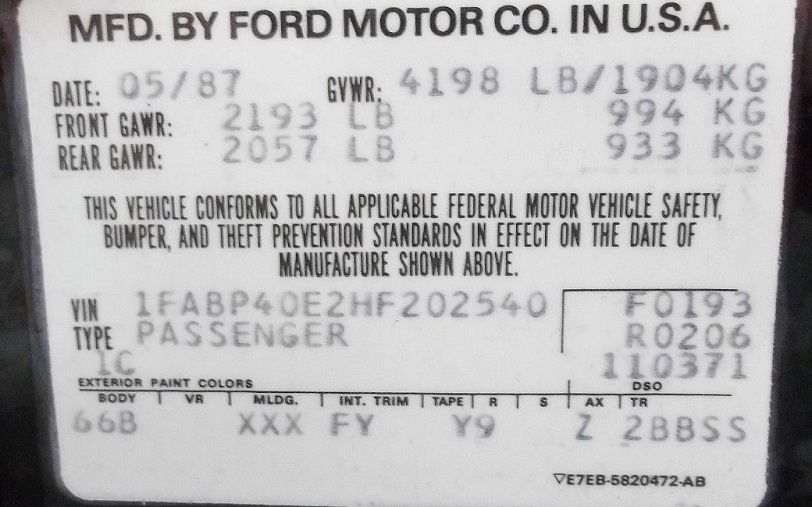 MFD. BY FORD MOTOR CO. IN U.S.A.
DATE: 05/87 GVWR: 4198 LB/1904KG
FRONT GAWR: 2193 LB 994 KG
REAR GAWR: 2057 LB 933 KG
THIS VEHICLE CONFORMS TO ALL APPLICABLE FEDERAL MOTOR VEHICLE SAFETY,
BUMPER, AND THEFT PREVENTION STANDARDS IN EFFECT ON THE DATE OF
MANUFACTURE SHOWN ABOVE.
VIN 1FABP40E2HF202540 F0193
TYPE PASSENGER R0206
1C 110371
EXTERIOR PAINT COLORS DSO
BODY VR MLDG. INT. TRIM TAPE R S AX TR
66B XXX FY Y9 Z 2BBSS
▽E7EB-5820472-AB